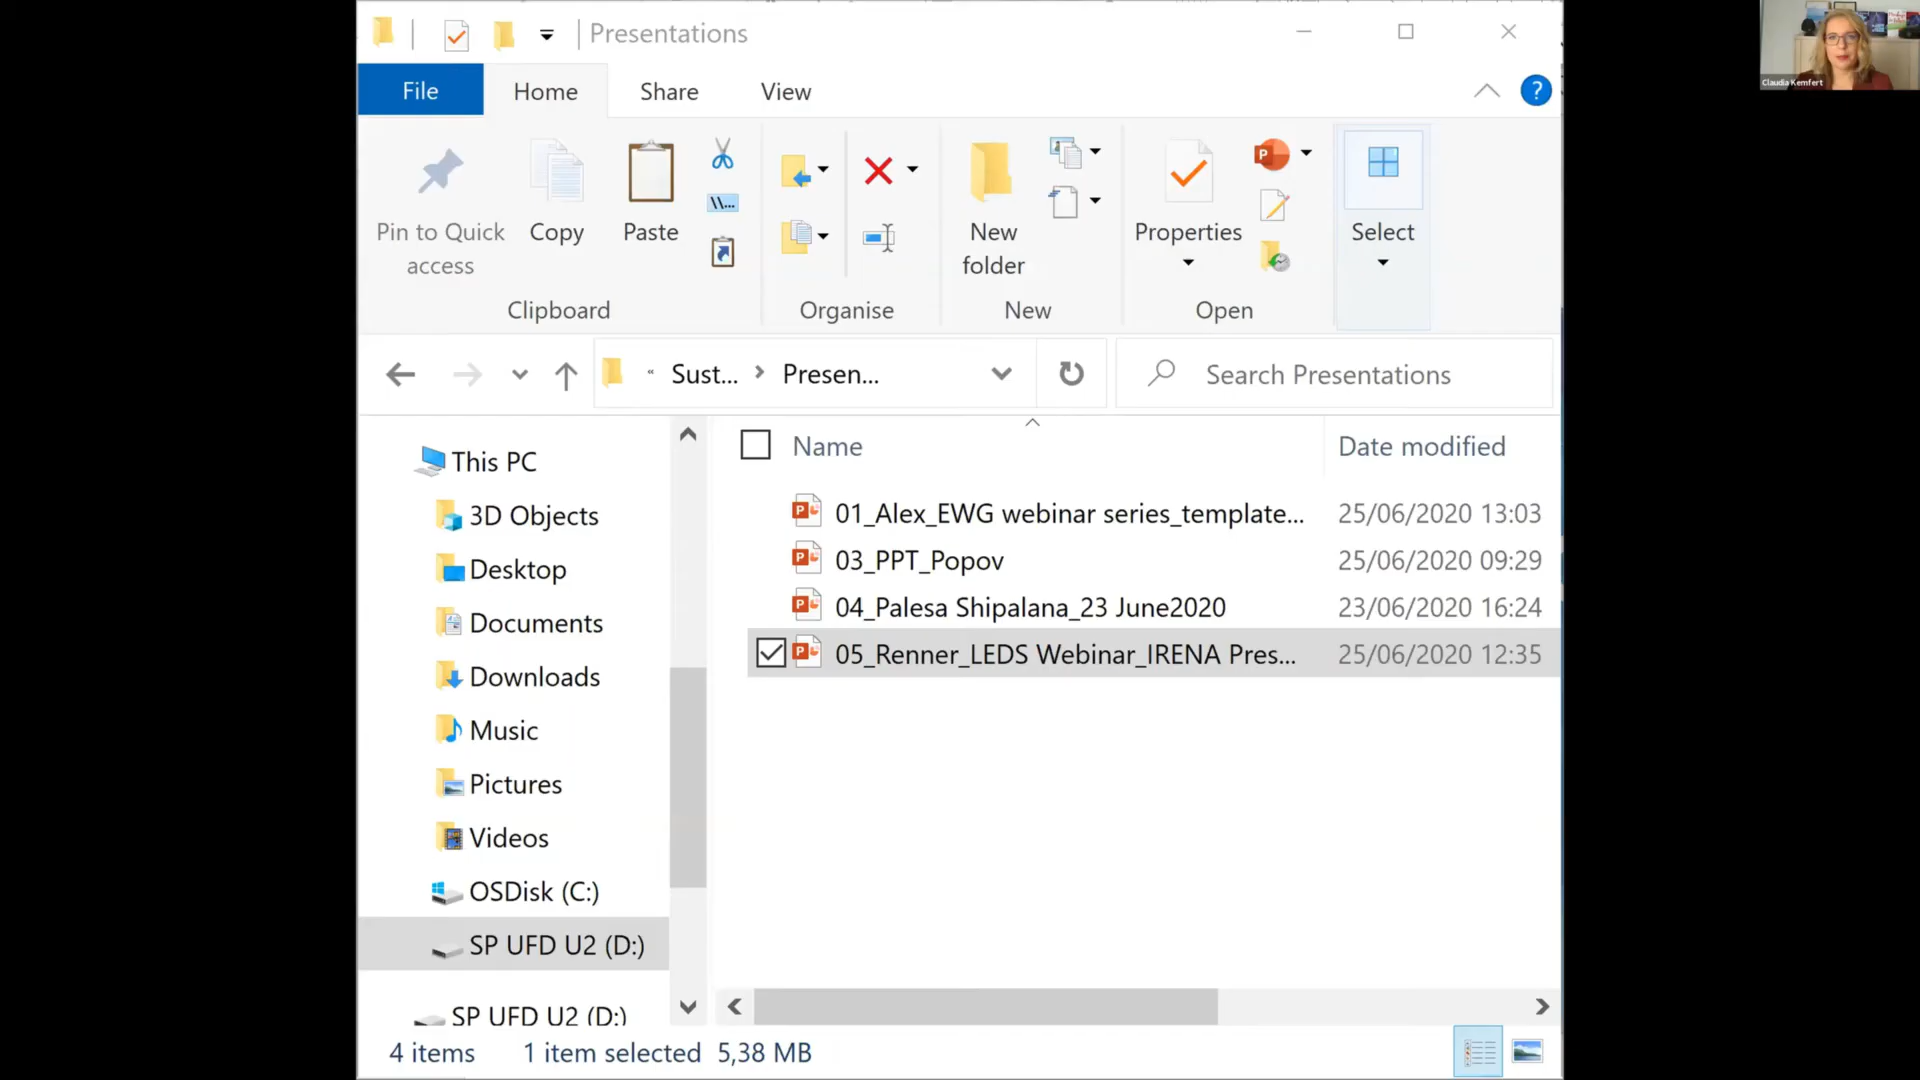 Presentations
File
Home
Share
View
?
Pin to Quick
access
Copy
Paste
\\...
New
folder
Properties
Select
Clipboard
Organise
New
Open
« Sust... > Presen...
Search Presentations
This PC
3D Objects
Desktop
Documents
Downloads
Music
Pictures
Videos
OSDisk (C:)
SP UFD U2 (D:)
SP UFD U2 (D:)
Name
Date modified
01_Alex_EWG webinar series_template... 25/06/2020 13:03
03_PPT_Popov 25/06/2020 09:29
04_Palesa Shipalana_23 June2020 23/06/2020 16:24
05_Renner_LEDS Webinar_IRENA Pres... 25/06/2020 12:35
4 items 1 item selected 5,38 MB
Claudia Kemfert